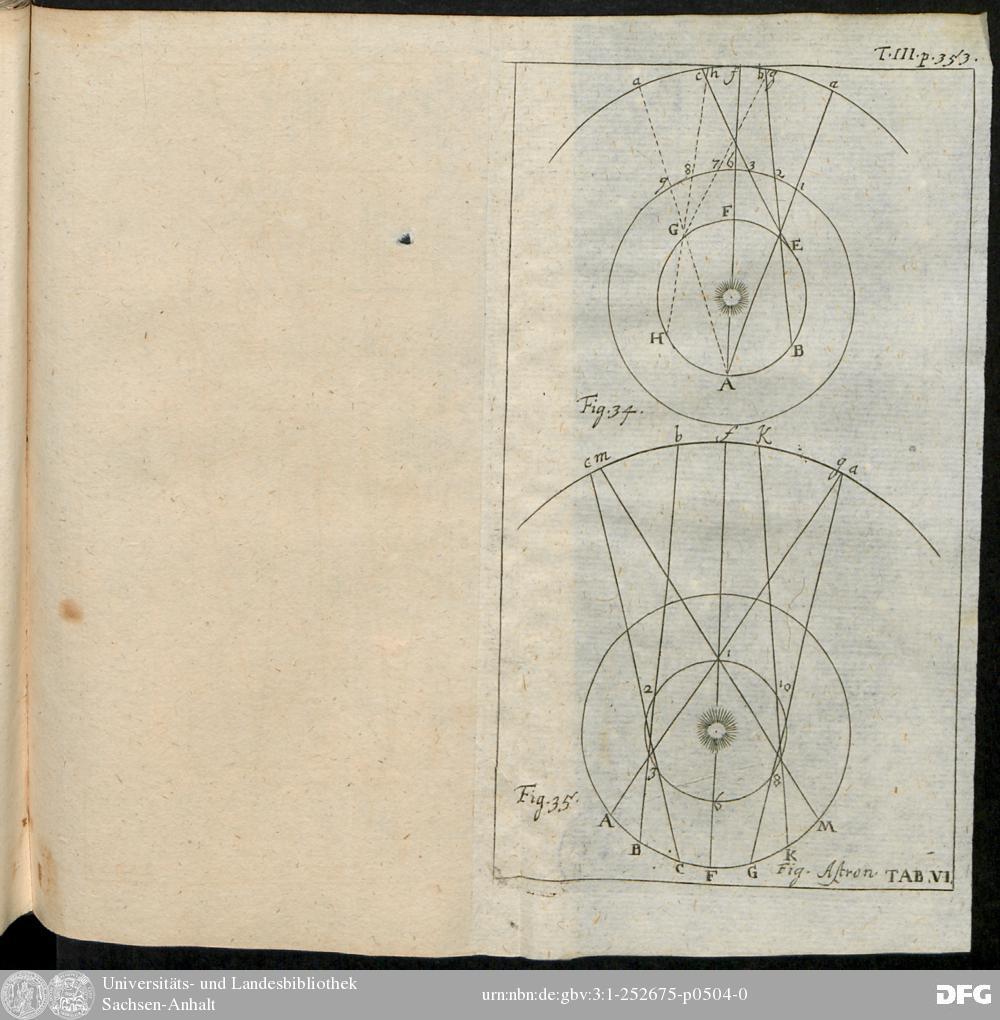 T.III.p.353.
a c h f b g a
9 8 7 6 3 2 1
F
G E
H B
A
Fig.34.
c m b f K g a
1
2 10
3 8
6
Fig.35.
A M
B K
C F G
Fig. Aſtron. TAB.VI.
Universitäts- und Landesbibliothek
Sachsen-Anhalt
urn:nbn:de:gbv:3:1-252675-p0504-0
DFG